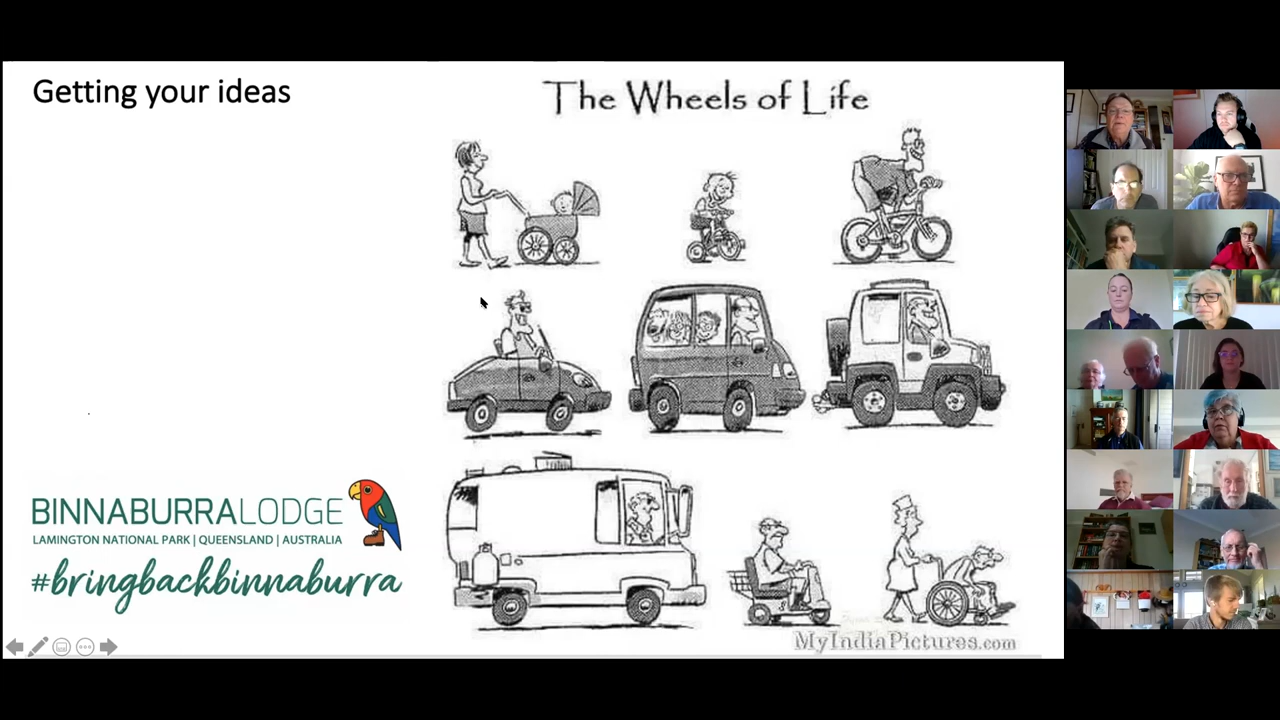 Getting your ideas
The Wheels of Life
BINNABURRALODGE
LAMINGTON NATIONAL PARK | QUEENSLAND | AUSTRALIA
#bringbackbinnaburra
MyIndiaPictures.com